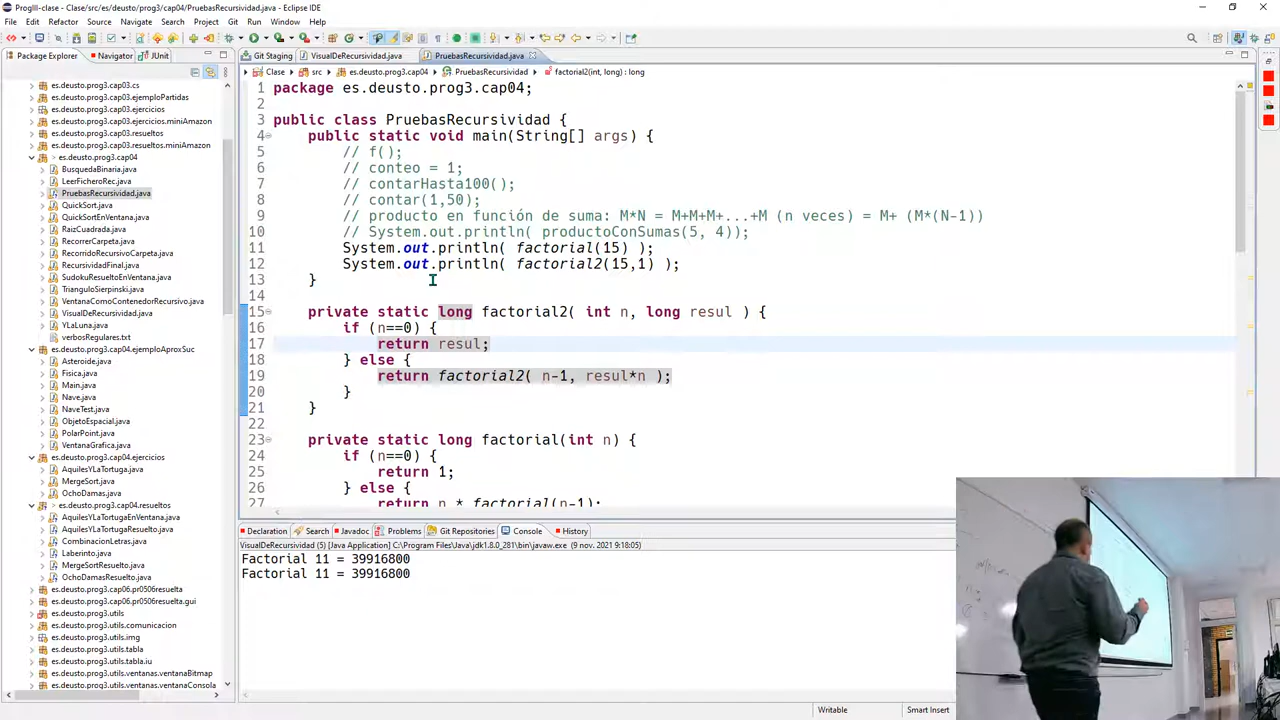 ProgIII-clase - Clase/src/es/deusto/prog3/cap04/PruebasRecursividad.java - Eclipse IDE
File Edit Refactor Source Navigate Search Project Git Run Window Help
Package Explorer Navigator JUnit
Git Staging VisualDeRecursividad.java PruebasRecursividad.java
Clase src es.deusto.prog3.cap04 PruebasRecursividad factorial2(int, long) : long
es.deusto.prog3.cap03.cs
es.deusto.prog3.cap03.ejemploPartidas
es.deusto.prog3.cap03.ejercicios
es.deusto.prog3.cap03.ejercicios.miniAmazon
es.deusto.prog3.cap03.resueltos
es.deusto.prog3.cap03.resueltos.miniAmazon
es.deusto.prog3.cap04
BusquedaBinaria.java
LeerFicheroRec.java
PruebasRecursividad.java
QuickSort.java
QuickSortEnVentana.java
RaizCuadrada.java
RecorrerCarpeta.java
RecorridoRecursivoCarpeta.java
RecursividadFinal.java
SudokuResueltoEnVentana.java
TrianguloSierpinski.java
VentanaComoContenedorRecursivo.java
VisualDeRecursividad.java
YLaLuna.java
verbosRegulares.txt
es.deusto.prog3.cap04.ejemploAproxSuc
Asteroide.java
Fisica.java
Main.java
Nave.java
NaveTest.java
ObjetoEspacial.java
PolarPoint.java
VentanaGrafica.java
es.deusto.prog3.cap04.ejercicios
AquilesYLaTortuga.java
MergeSort.java
OchoDamas.java
es.deusto.prog3.cap04.resueltos
AquilesYLaTortugaEnVentana.java
AquilesYLaTortugaResuelto.java
CombinacionLetras.java
Laberinto.java
MergeSortResuelto.java
OchoDamasResuelto.java
es.deusto.prog3.cap06.pr0506resuelta
es.deusto.prog3.cap06.pr0506resuelta.gui
es.deusto.prog3.utils
es.deusto.prog3.utils.comunicacion
es.deusto.prog3.utils.img
es.deusto.prog3.utils.tabla
es.deusto.prog3.utils.tabla.iu
es.deusto.prog3.utils.ventanas.ventanaBitmap
es.deusto.prog3.utils.ventanas.ventanaConsola
1 package es.deusto.prog3.cap04;
2
3 public class PruebasRecursividad {
4 public static void main(String[] args) {
5 // f();
6 // conteo = 1;
7 // contarHasta100();
8 // contar(1,50);
9 // producto en función de suma: M*N = M+M+M+...+M (n veces) = M+ (M*(N-1))
10 // System.out.println( productoConSumas(5, 4));
11 System.out.println( factorial(15) );
12 System.out.println( factorial2(15,1) );
13 }
14
15 private static long factorial2( int n, long resul ) {
16 if (n==0) {
17 return resul;
18 } else {
19 return factorial2( n-1, resul*n );
20 }
21 }
22
23 private static long factorial(int n) {
24 if (n==0) {
25 return 1;
26 } else {
27 return n * factorial(n-1);
Declaration Search Javadoc Problems Git Repositories Console History
VisualDeRecursividad (5) [Java Application] C:\Program Files\Java\jdk1.8.0_281\bin\javaw.exe (9 nov. 2021 9:18:05)
Factorial 11 = 39916800
Factorial 11 = 39916800
Writable Smart Insert